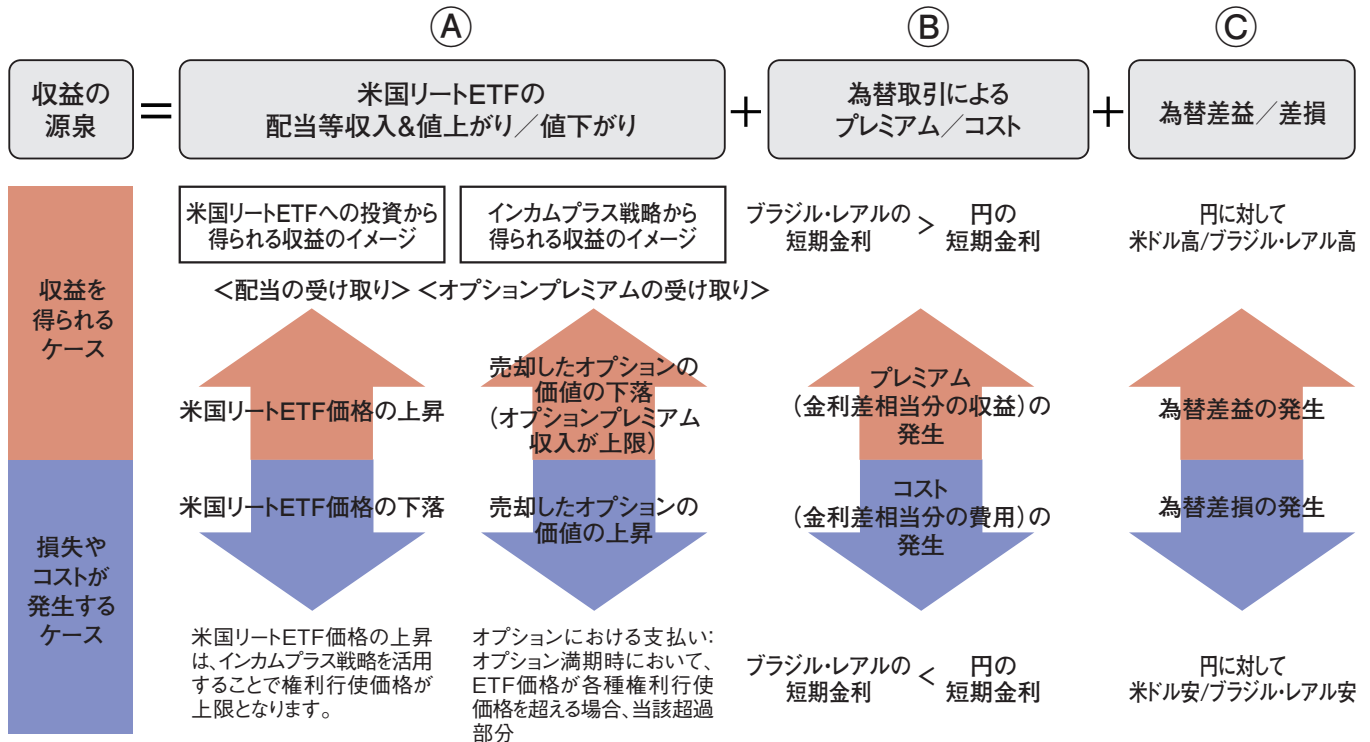 Ⓐ
Ⓑ
Ⓒ
収益の
源泉
=
米国リートETFの
配当等収入&値上がり／値下がり
+
為替取引による
プレミアム／コスト
+
為替差益／差損
収益を
得られる
ケース
米国リートETFへの投資から
得られる収益のイメージ
インカムプラス戦略から
得られる収益のイメージ
＜配当の受け取り＞
＜オプションプレミアムの受け取り＞
ブラジル・レアルの
短期金利
>
円の
短期金利
円に対して
米ドル高/ブラジル・レアル高
米国リートETF価格の上昇
売却したオプションの
価値の下落
(オプションプレミアム
収入が上限)
プレミアム
(金利差相当分の収益)の
発生
為替差益の発生
損失や
コストが
発生する
ケース
米国リートETF価格の下落
売却したオプションの
価値の上昇
コスト
(金利差相当分の費用)の
発生
為替差損の発生
米国リートETF価格の上昇
は、インカムプラス戦略を活用
することで権利行使価格が
上限となります。
オプションにおける支払い：
オプション満期時において、
ETF価格が各種権利行使
価格を超える場合、当該超過
部分
ブラジル・レアルの
短期金利
<
円の
短期金利
円に対して
米ドル安/ブラジル・レアル安